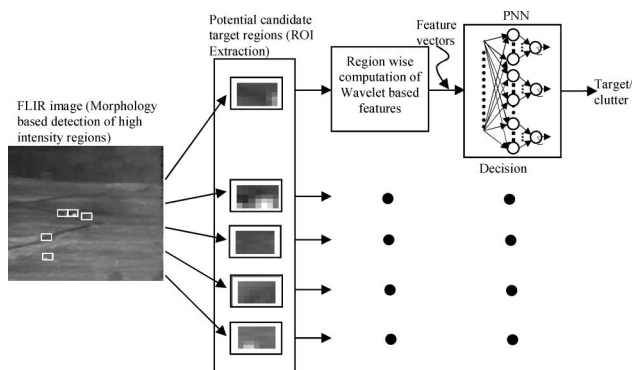 Potential candidate
target regions (ROI
Extraction)
Feature
vectors
PNN
Region wise
computation of
Wavelet based
features
Target/
clutter
Decision
FLIR image (Morphology
based detection of high
intensity regions)